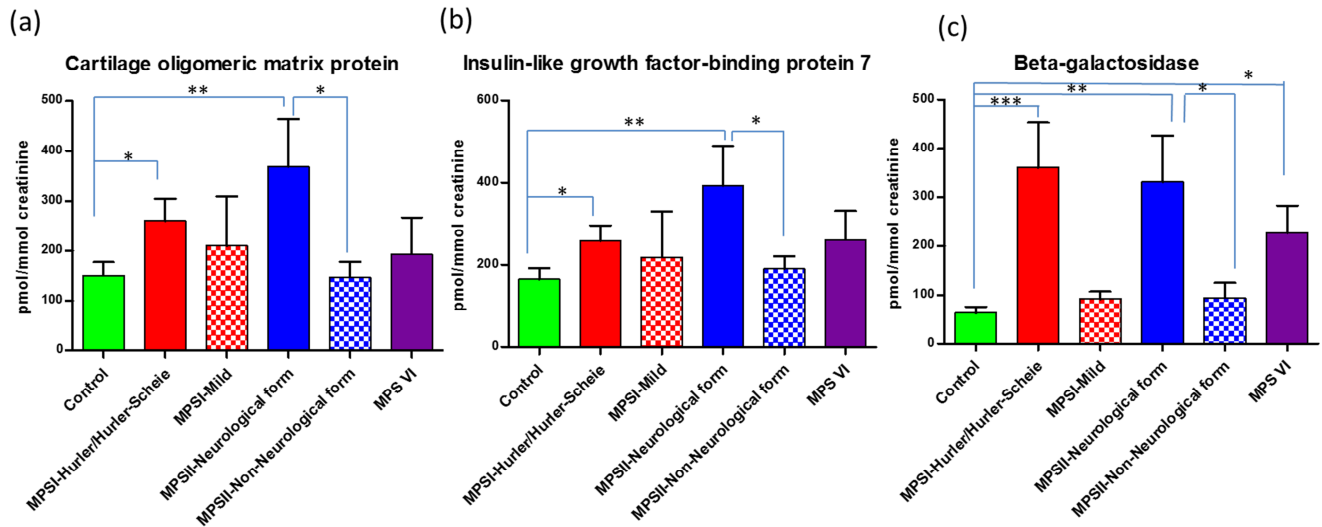 (a)
Cartilage oligomeric matrix protein
pmol/mmol creatinine
500
400
300
200
100
0
*
**
*
Control
MPSI-Hurler/Hurler-Scheie
MPSI-Mild
MPSII-Neurological form
MPSII-Non-Neurological form
MPS VI
(b)
Insulin-like growth factor-binding protein 7
pmol/mmol creatinine
600
400
200
0
*
**
*
Control
MPSI-Hurler/Hurler-Scheie
MPSI-Mild
MPSII-Neurological form
MPSII-Non-Neurological form
MPS VI
(c)
Beta-galactosidase
pmol/mmol creatinine
500
400
300
200
100
0
***
**
*
*
Control
MPSI-Hurler/Hurler-Scheie
MPSI-Mild
MPSII-Neurological form
MPSII-Non-Neurological form
MPS VI